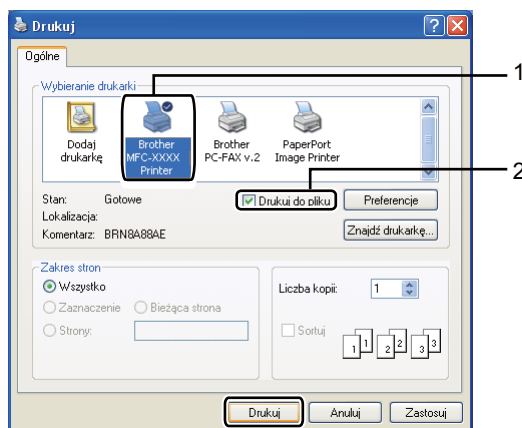 Drukuj
Ogólne
1
Wybieranie drukarki
Dodaj drukarkę
Brother MFC-XXXX Printer
Brother PC-FAX v.2
PaperPort Image Printer
2
Stan: Gotowe
Drukuj do pliku
Preferencje
Lokalizacja:
Komentarz: BRN8A88AE
Znajdź drukarkę...
Zakres stron
Wszystko
Liczba kopii: 1
Zaznaczenie
Bieżąca strona
Strony:
Sortuj
1 1 2 2 3 3
Drukuj
Anuluj
Zastosuj